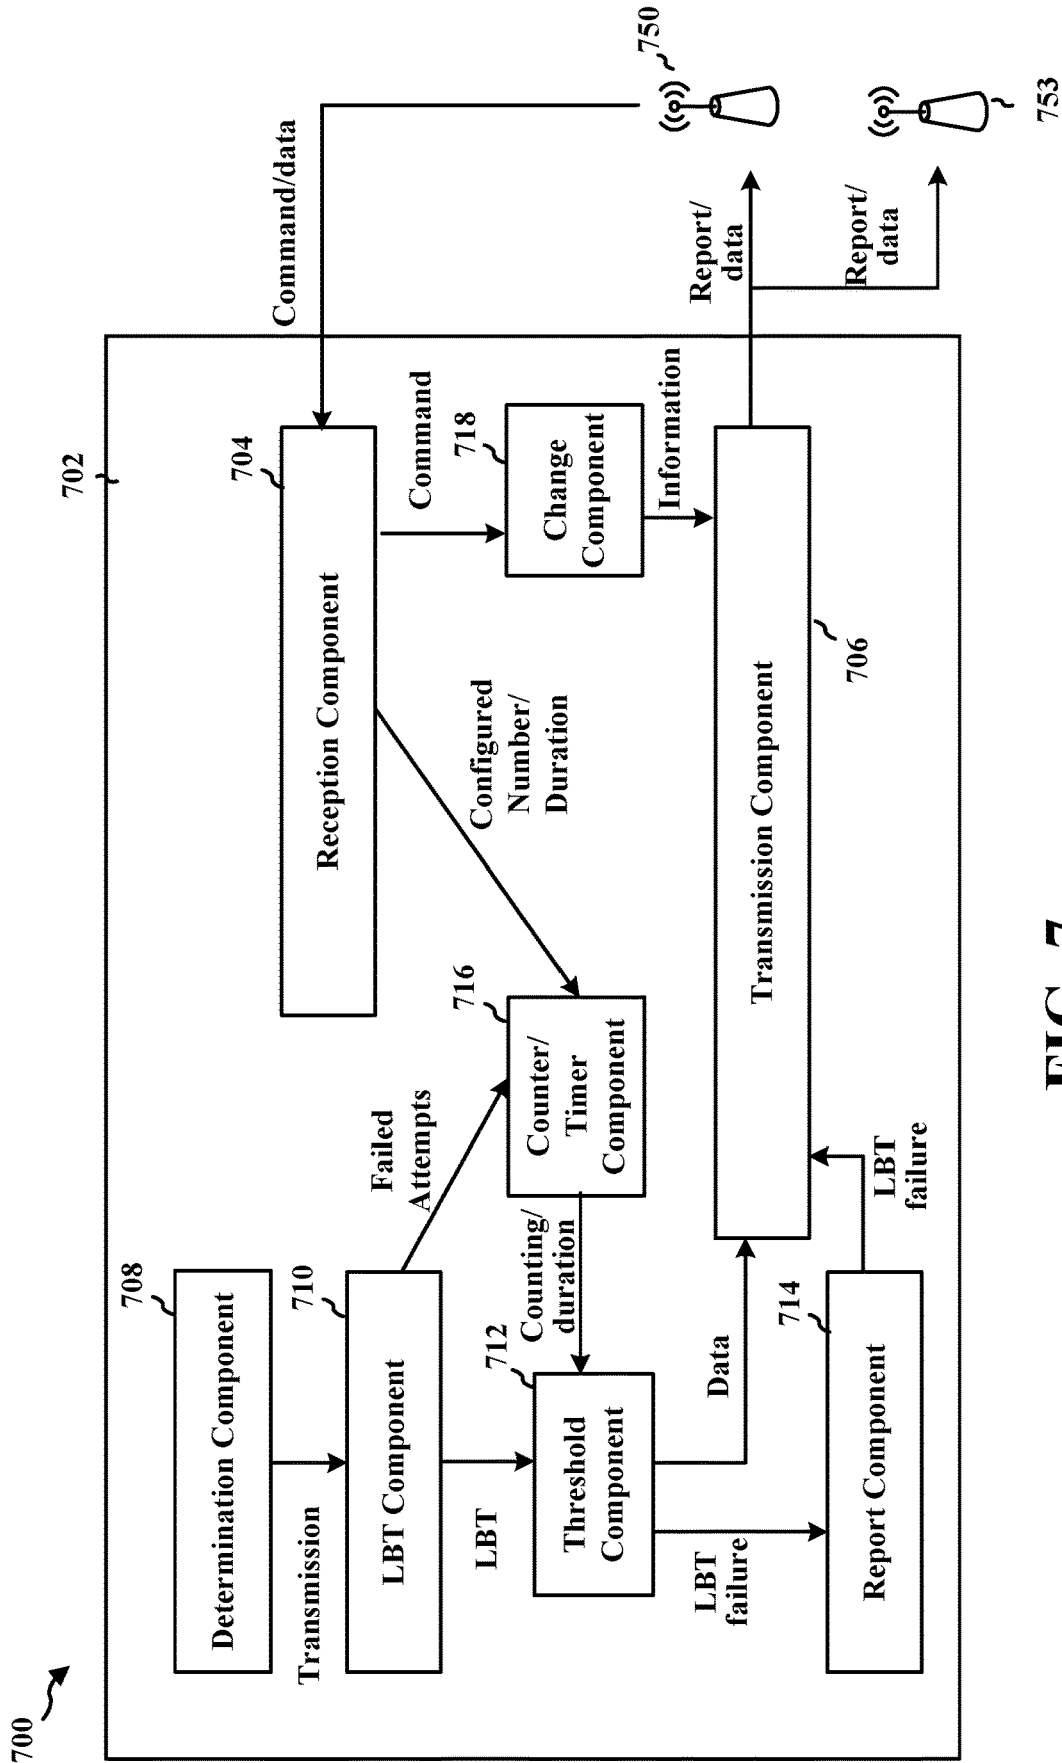 700
702
Determination Component
708
Transmission
LBT Component
710
Failed
Attempts
LBT
Threshold
Component
712
Counting/
duration
Counter/
Timer
Component
716
Reception Component
704
Configured
Number/
Duration
Command
Change
Component
718
Information
Command/data
750
LBT
failure
Data
Transmission Component
706
Report/
data
Report/
data
753
Report Component
714
LBT
failure
FIG. 7